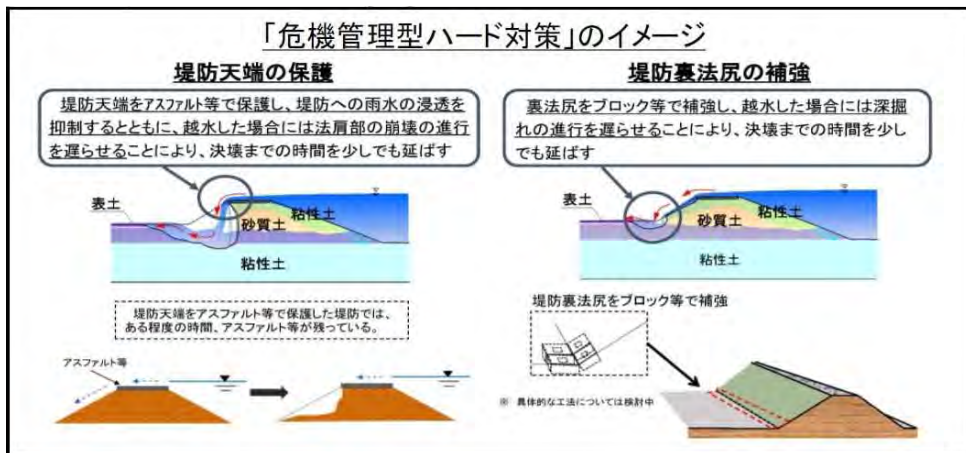 「危機管理型ハード対策」のイメージ
堤防天端の保護
堤防天端をアスファルト等で保護し、堤防への雨水の浸透を
抑制するとともに、越水した場合には法肩部の崩壊の進行
を遅らせることにより、決壊までの時間を少しでも延ばす
表土
粘性土
砂質土
粘性土
堤防天端をアスファルト等で保護した堤防では、
ある程度の時間、アスファルト等が残っている。
アスファルト等
堤防裏法尻の補強
裏法尻をブロック等で補強し、越水した場合には深掘
れの進行を遅らせることにより、決壊までの時間を少し
でも延ばす
表土
粘性土
砂質土
粘性土
堤防裏法尻をブロック等で補強
※ 具体的な工法については検討中